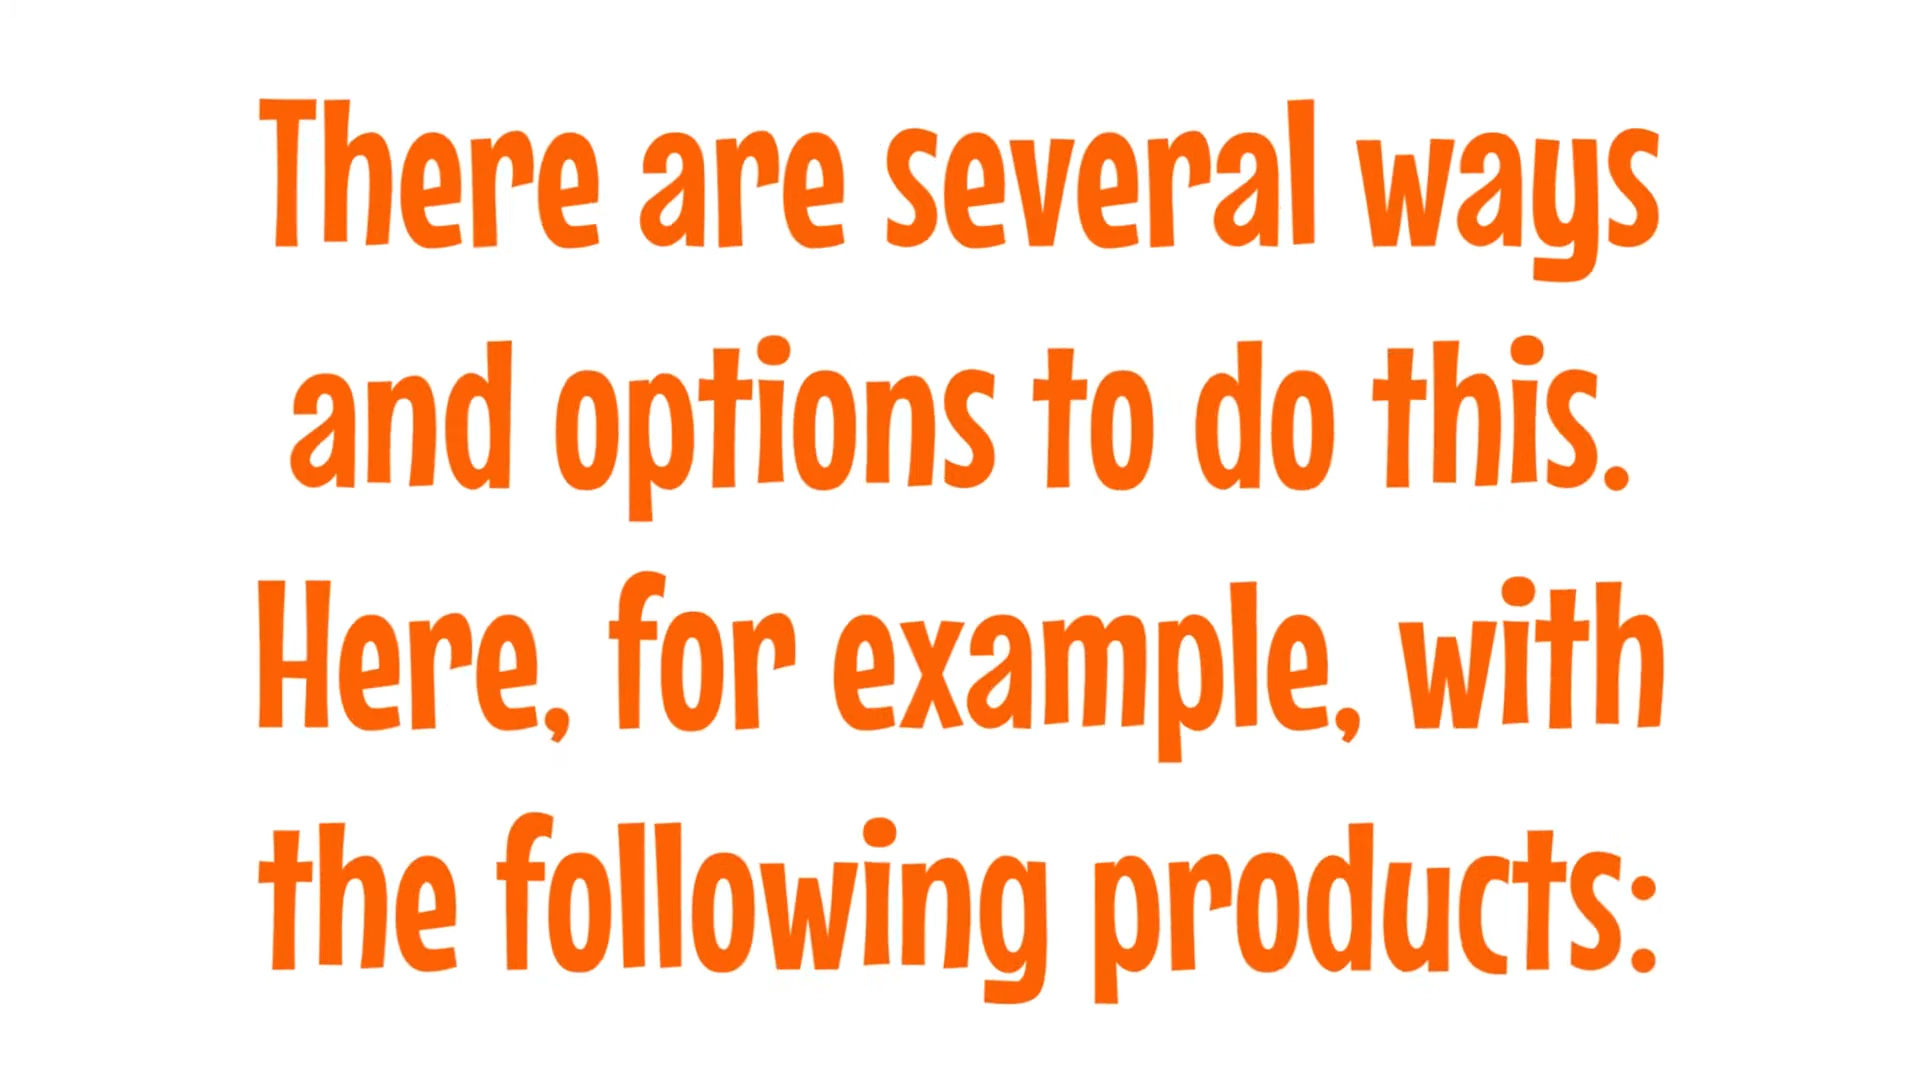 There are several ways
and options to do this.
Here, for example, with
the following products: